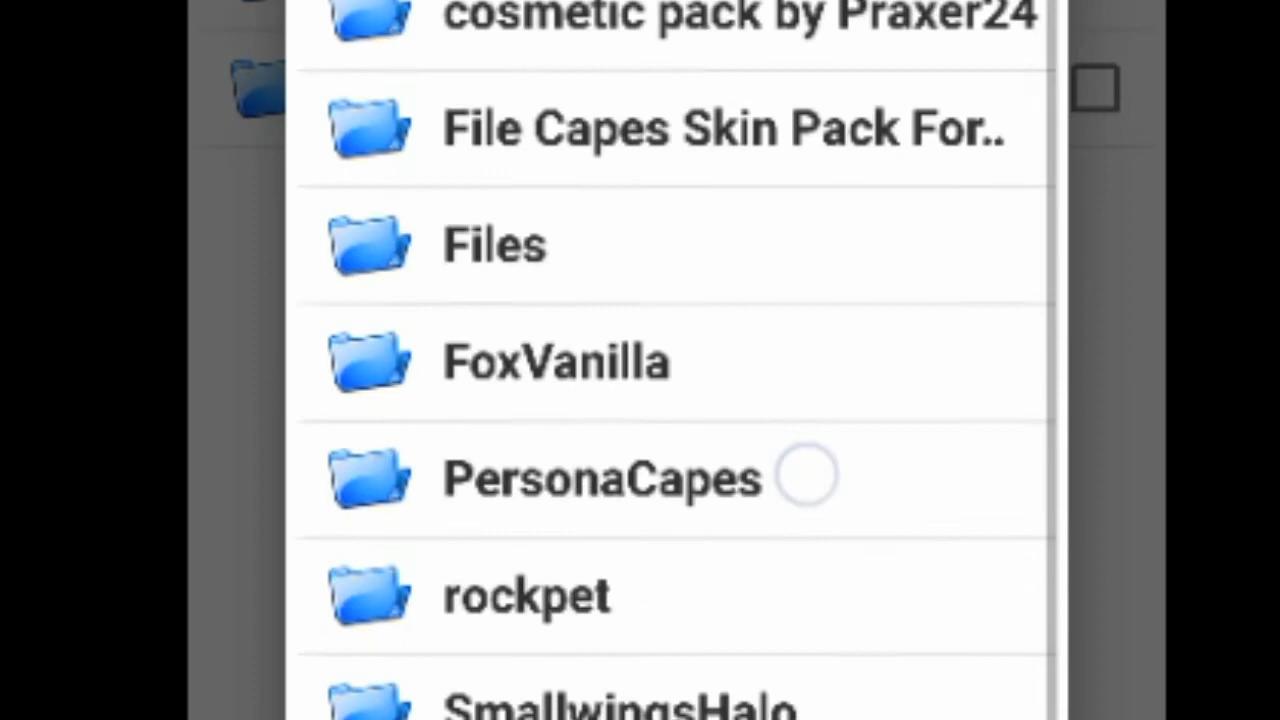 cosmetic pack by Praxer24
File Capes Skin Pack For..
Files
FoxVanilla
PersonaCapes
rockpet
SmallwingsHalo